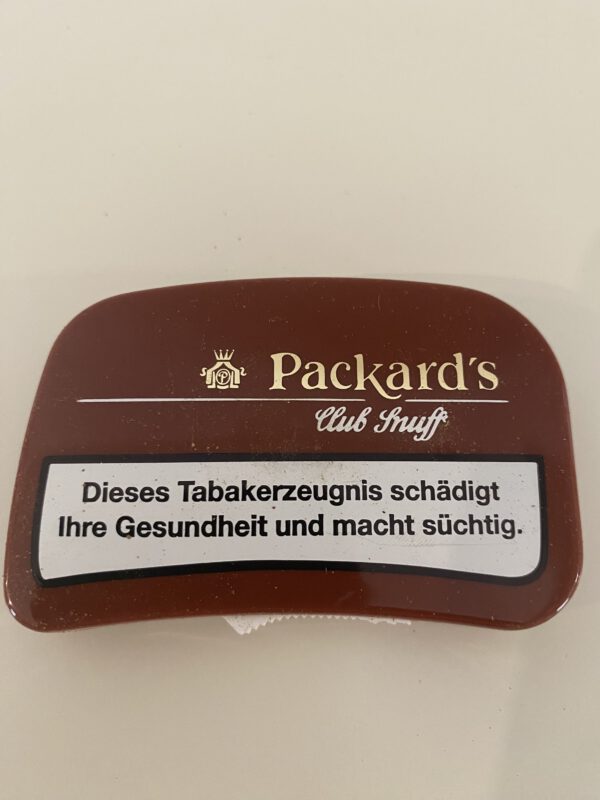 Packard's
Club Snuff
Dieses Tabakerzeugnis schädigt
Ihre Gesundheit und macht süchtig.